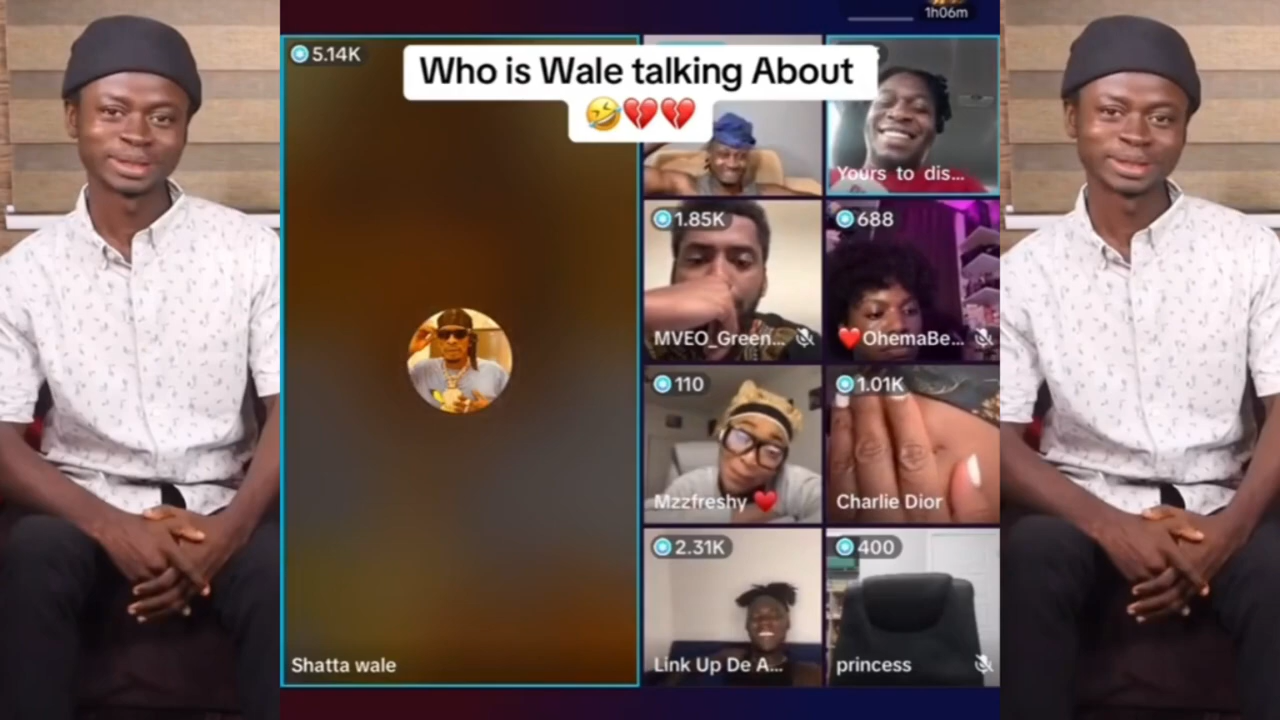 1h06m
5.14K
Who is Wale talking About
🤣💔💔
Yours to dis...
1.85K
688
MVEO_Green...
❤️OhemaBe...
110
1.01K
Mzzfreshy ❤️
Charlie Dior
2.31K
400
Shatta wale
Link Up De A...
princess